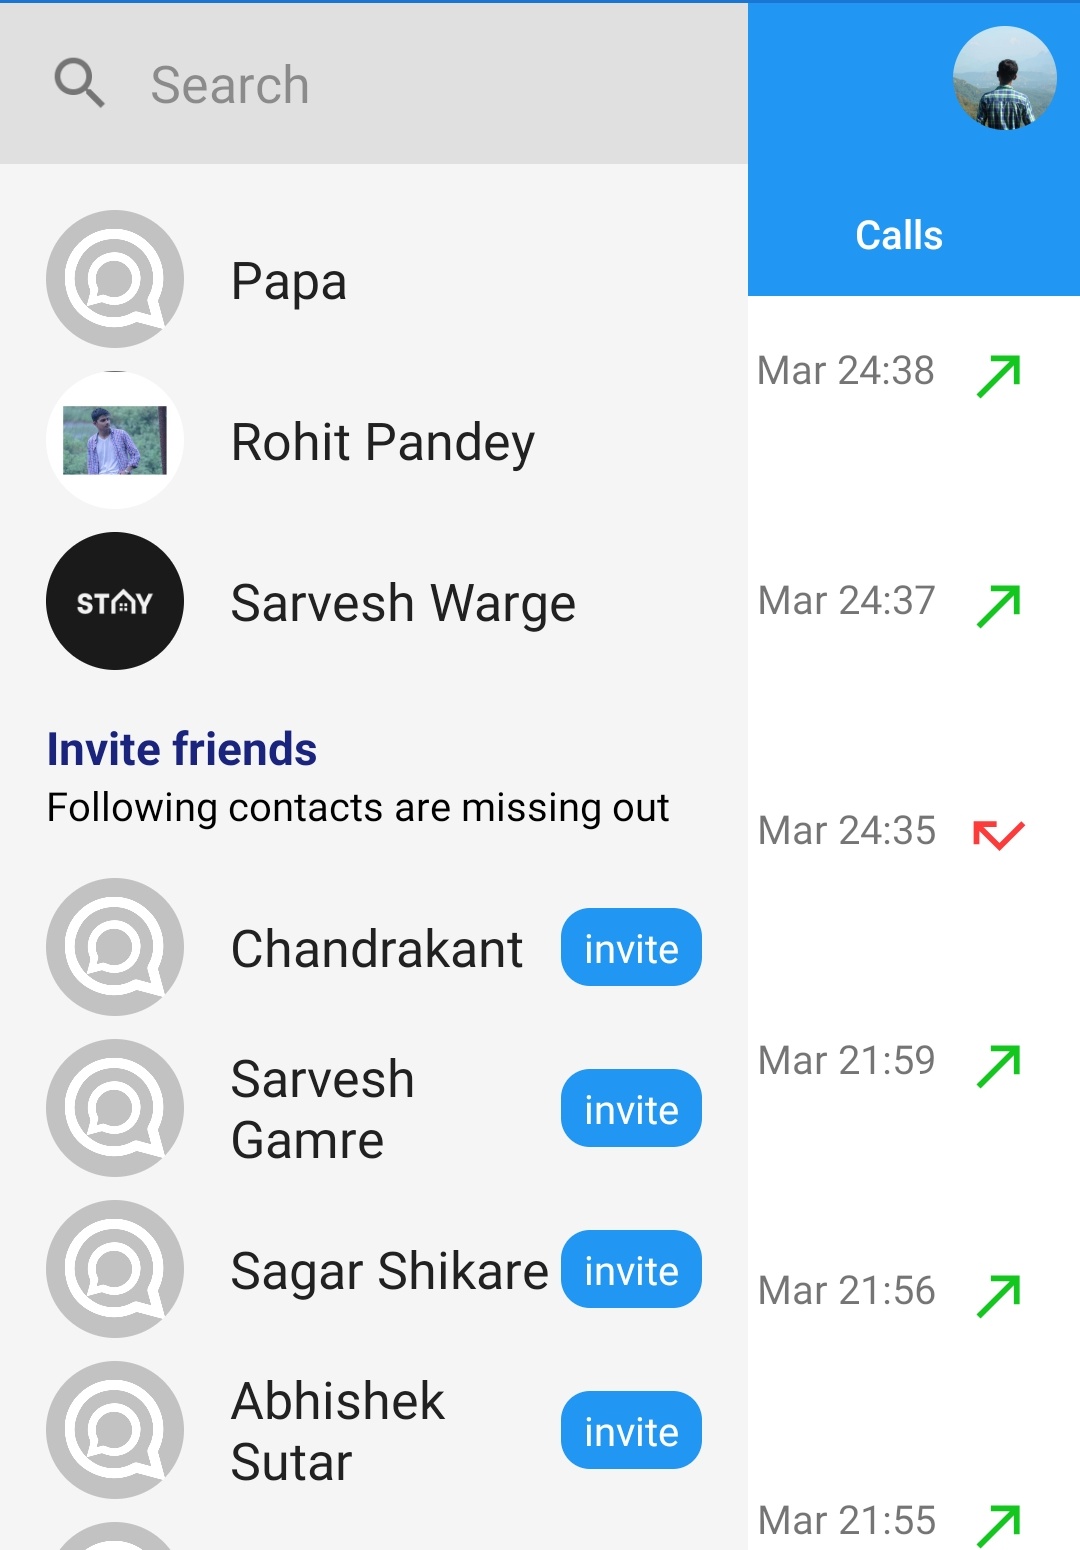 Search
Calls
Papa
Rohit Pandey
STAY
Sarvesh Warge
Invite friends
Following contacts are missing out
Chandrakant
invite
Sarvesh
Gamre
invite
Sagar Shikare
invite
Abhishek
Sutar
invite
Mar 24:38
Mar 24:37
Mar 24:35
Mar 21:59
Mar 21:56
Mar 21:55